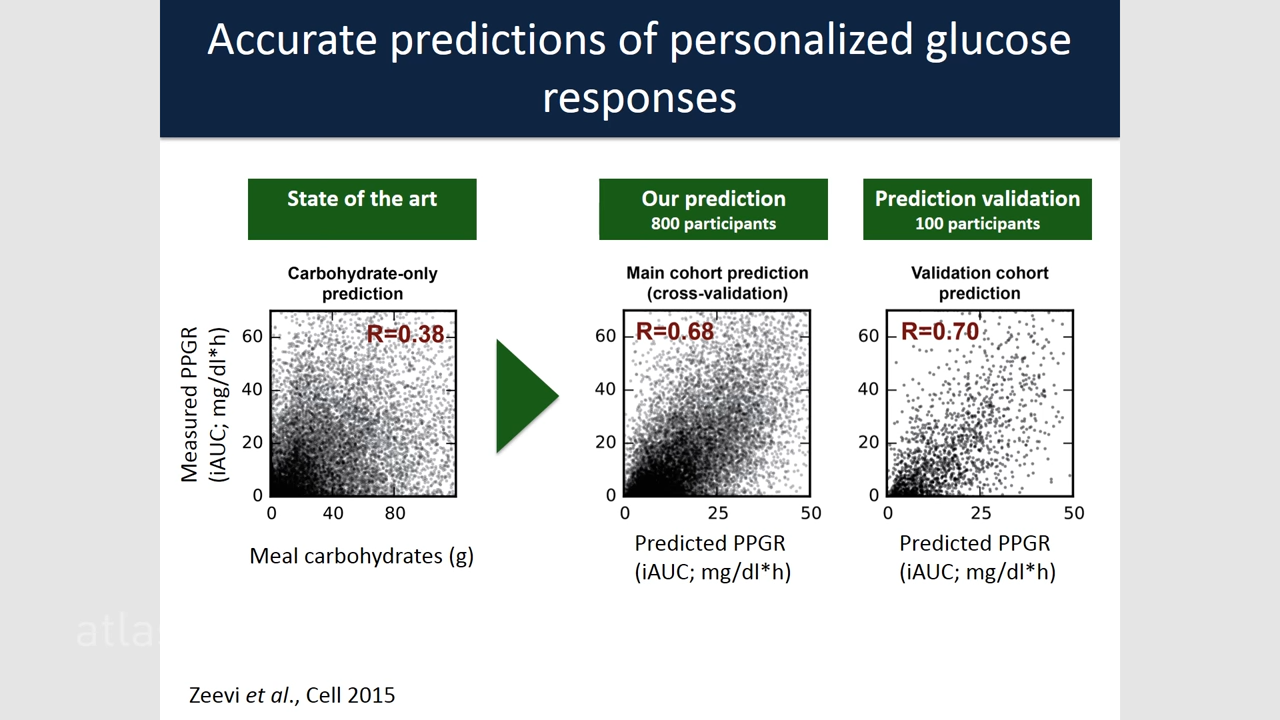 Accurate predictions of personalized glucose
responses
State of the art
Carbohydrate-only
prediction
R=0.38
Measured PPGR
(iAUC; mg/dl*h)
60
40
20
0
0 40 80
Meal carbohydrates (g)
Our prediction
800 participants
Main cohort prediction
(cross-validation)
R=0.68
60
40
20
0
0 25 50
Predicted PPGR
(iAUC; mg/dl*h)
Prediction validation
100 participants
Validation cohort
prediction
R=0.70
60
40
20
0
0 25 50
Predicted PPGR
(iAUC; mg/dl*h)
atlas
Zeevi et al., Cell 2015